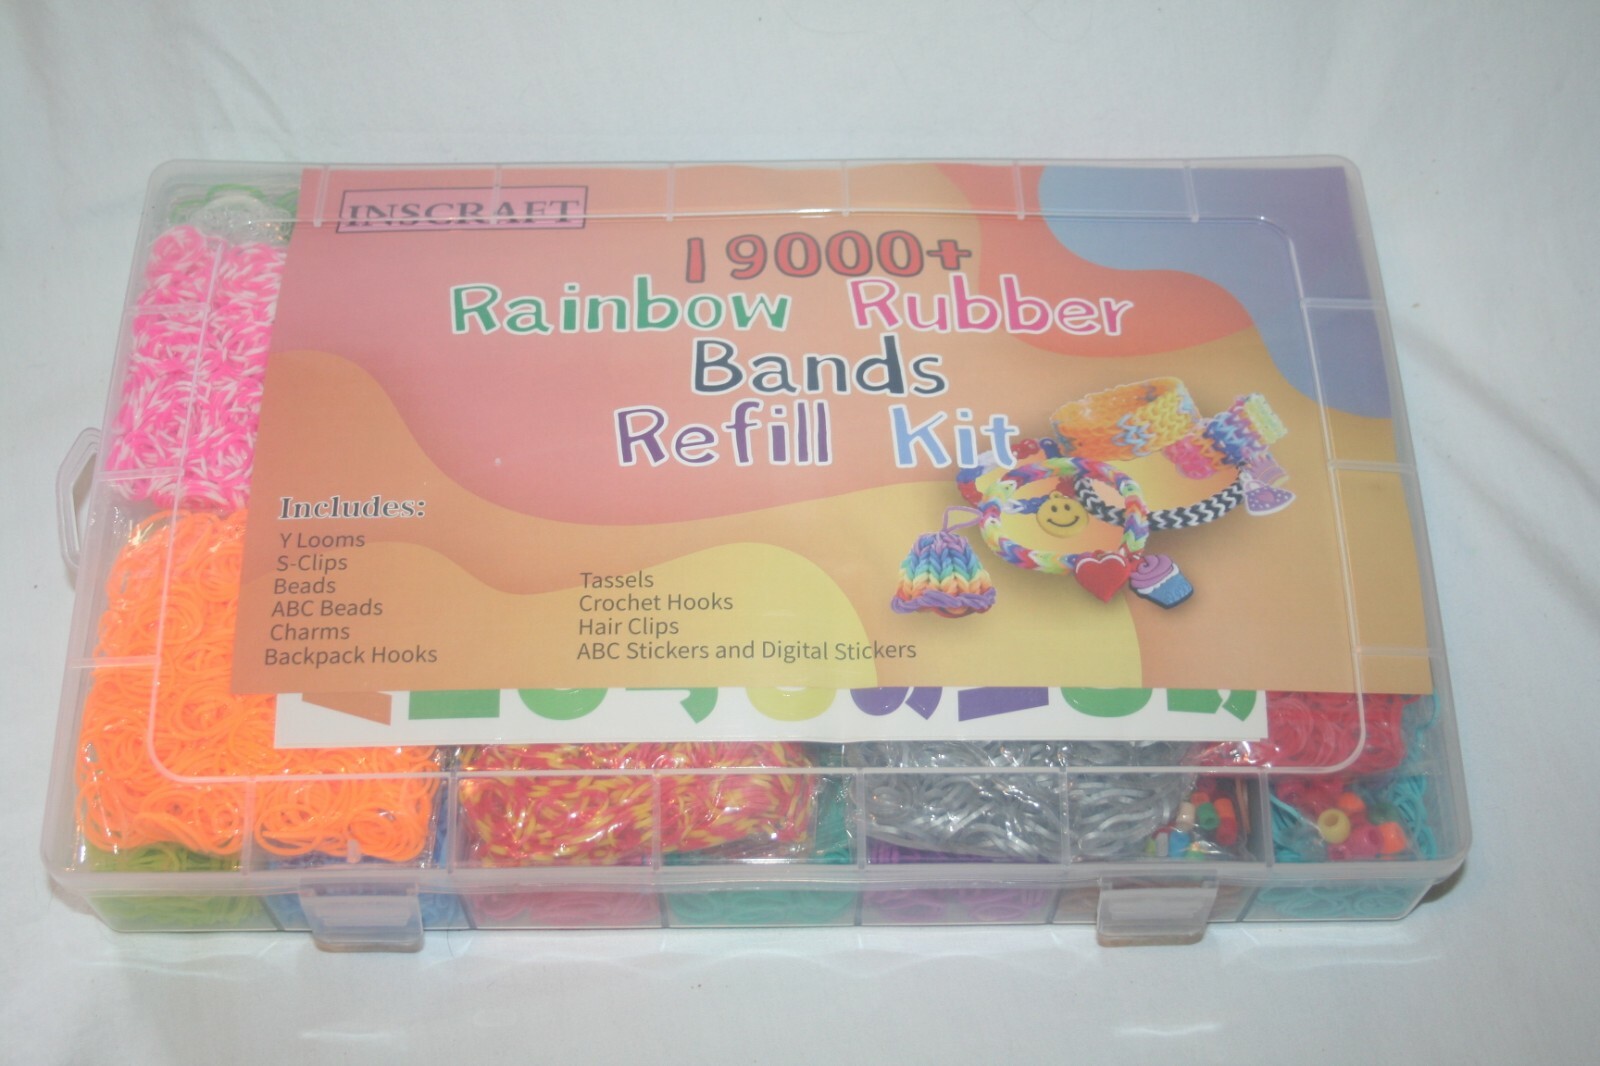 INSCRAFT
19000+
Rainbow Rubber
Bands
Refill Kit
Includes:
Y Looms
S-Clips
Beads
ABC Beads
Charms
Backpack Hooks
Tassels
Crochet Hooks
Hair Clips
ABC Stickers and Digital Stickers